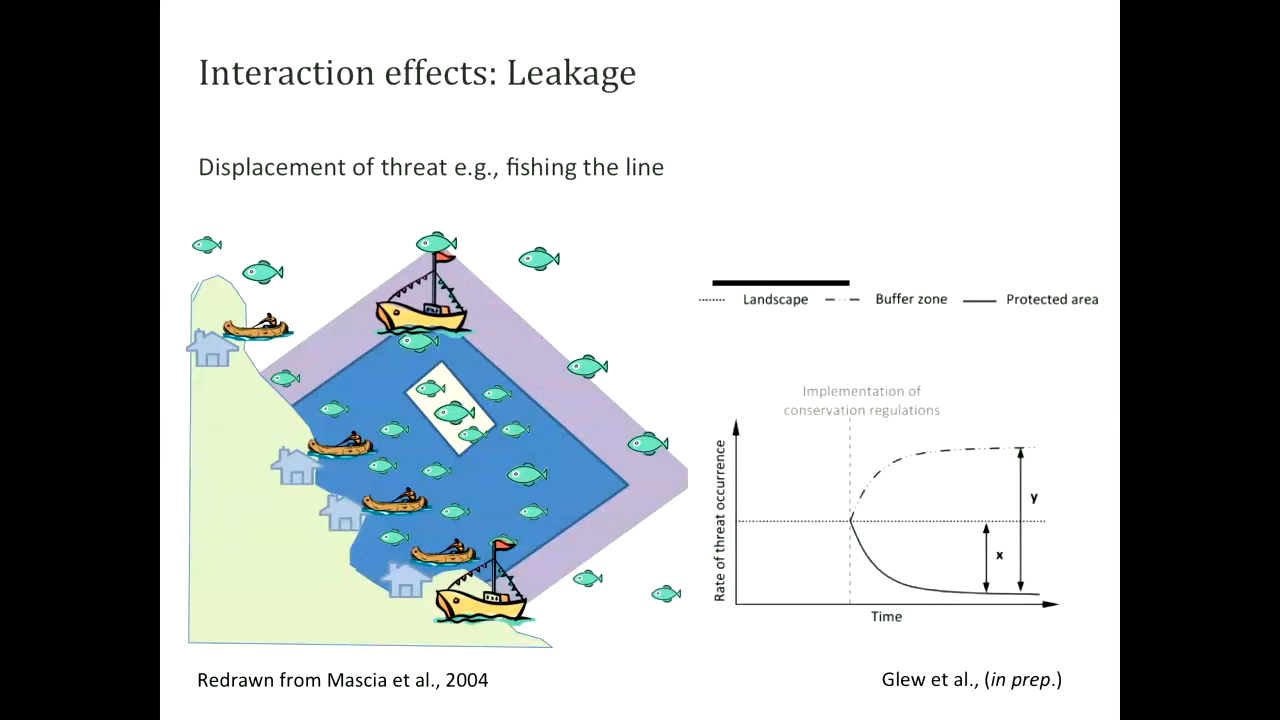 Interaction effects: Leakage
Displacement of threat e.g., fishing the line
Landscape
Buffer zone
Protected area
Implementation of
conservation regulations
Rate of threat occurrence
y
x
Time
Redrawn from Mascia et al., 2004
Glew et al., (in prep.)